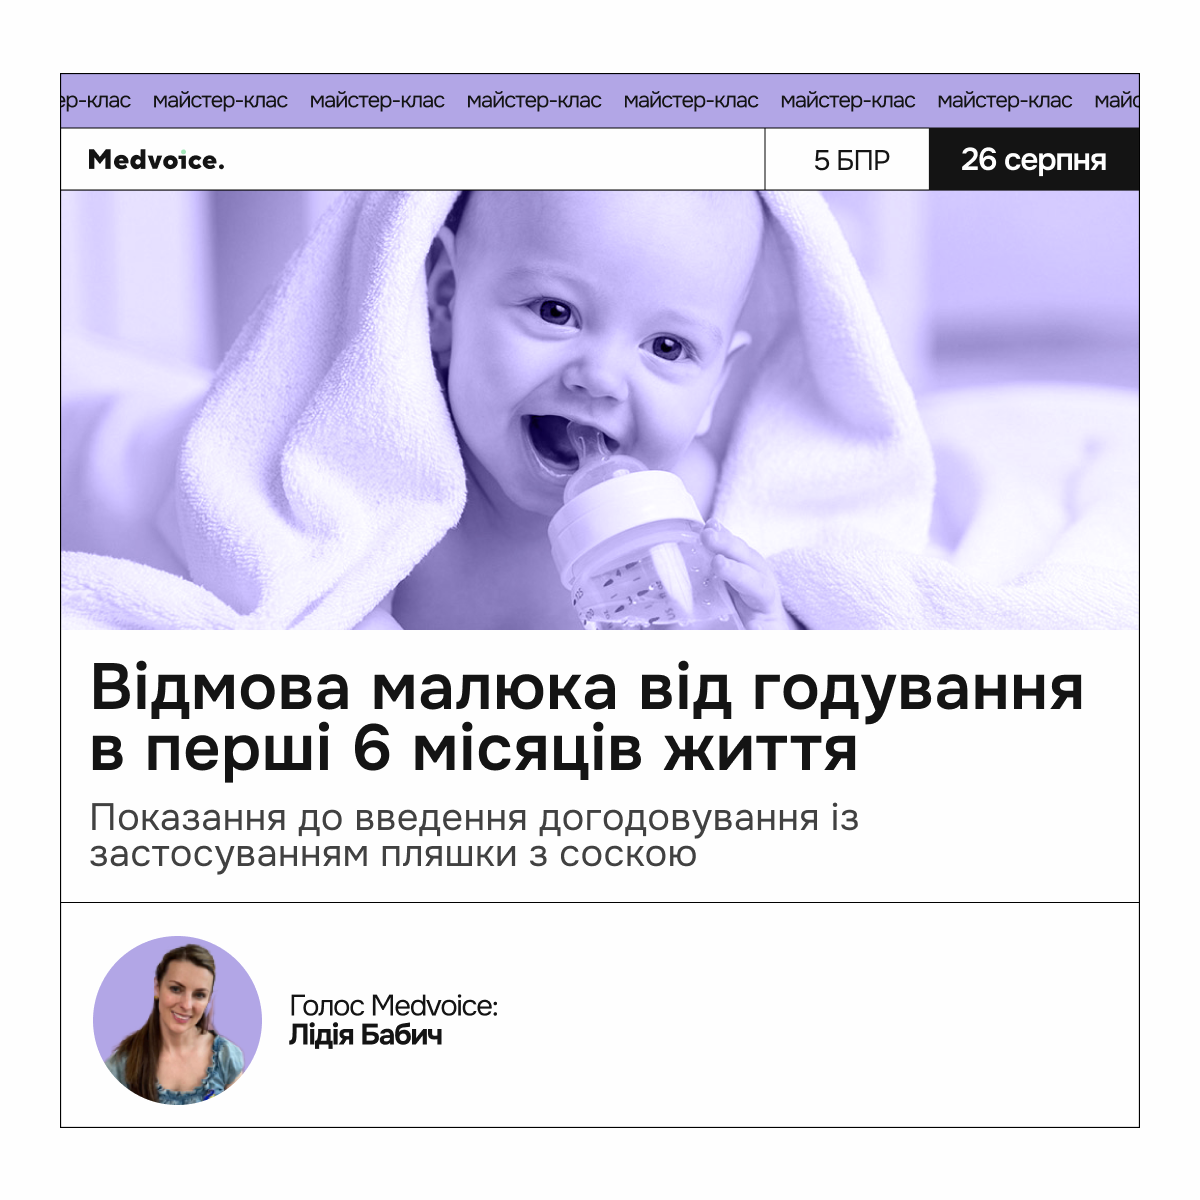 ер-клас майстер-клас майстер-клас майстер-клас майстер-клас майстер-клас майстер-клас майс
Medvoice.
5 БПР
26 серпня
Відмова малюка від годування
в перші 6 місяців життя
Показання до введення догодовування із
застосуванням пляшки з соскою
Голос Medvoice:
Лідія Бабич